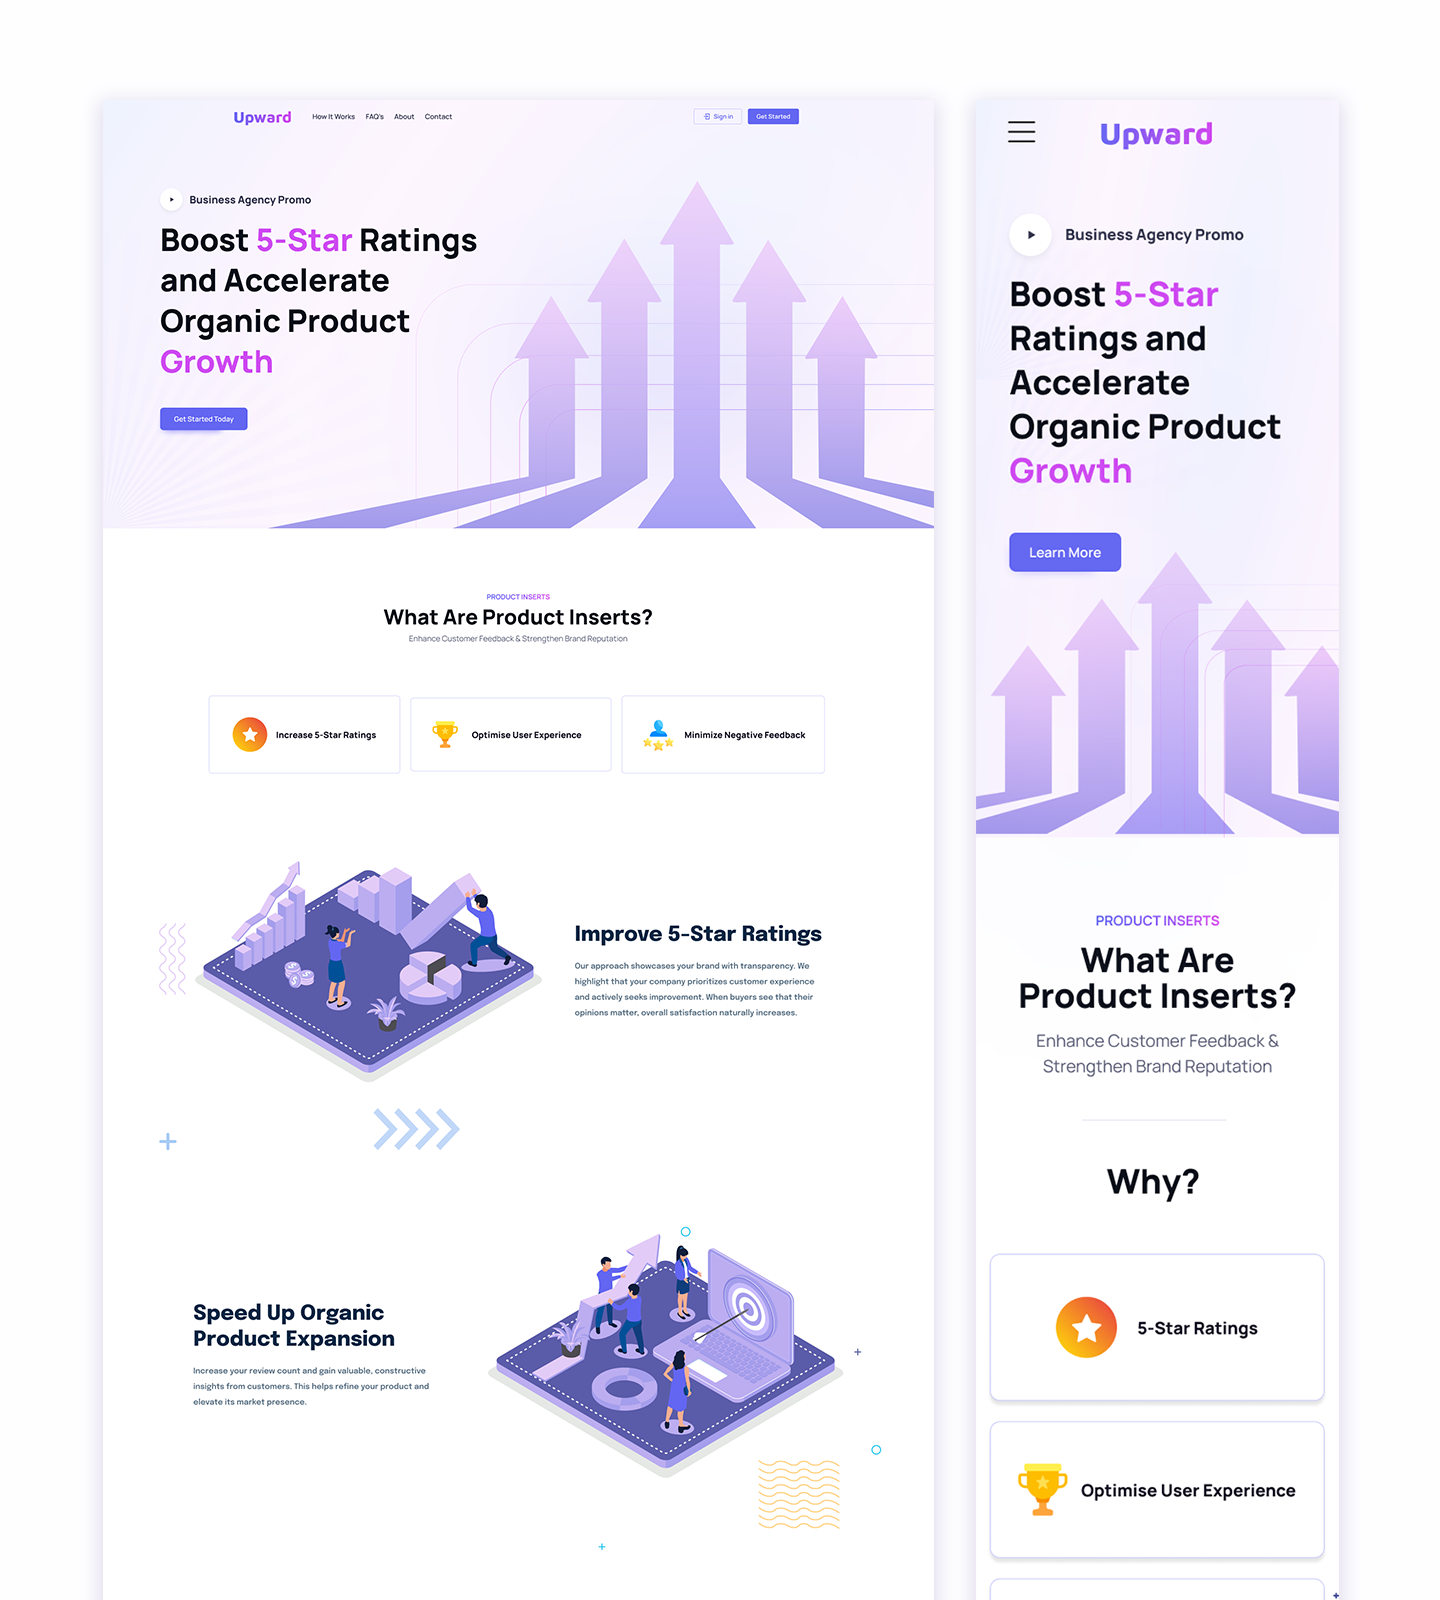 Upward
How It Works FAQ's About Contact
Sign in
Get Started
Business Agency Promo
Boost 5-Star Ratings
and Accelerate
Organic Product
Growth
Get Started Today
PRODUCT INSERTS
What Are Product Inserts?
Enhance Customer Feedback & Strengthen Brand Reputation
Increase 5-Star Ratings
Optimise User Experience
Minimize Negative Feedback
Improve 5-Star Ratings
Our approach showcases your brand with transparency. We
highlight that your company prioritizes customer experience
and actively seeks improvement. When buyers see that their
opinions matter, overall satisfaction naturally increases.
Speed Up Organic
Product Expansion
Increase your review count and gain valuable, constructive
insights from customers. This helps refine your product and
elevate its market presence.
Upward
Business Agency Promo
Boost 5-Star
Ratings and
Accelerate
Organic Product
Growth
Learn More
PRODUCT INSERTS
What Are
Product Inserts?
Enhance Customer Feedback &
Strengthen Brand Reputation
Why?
5-Star Ratings
Optimise User Experience